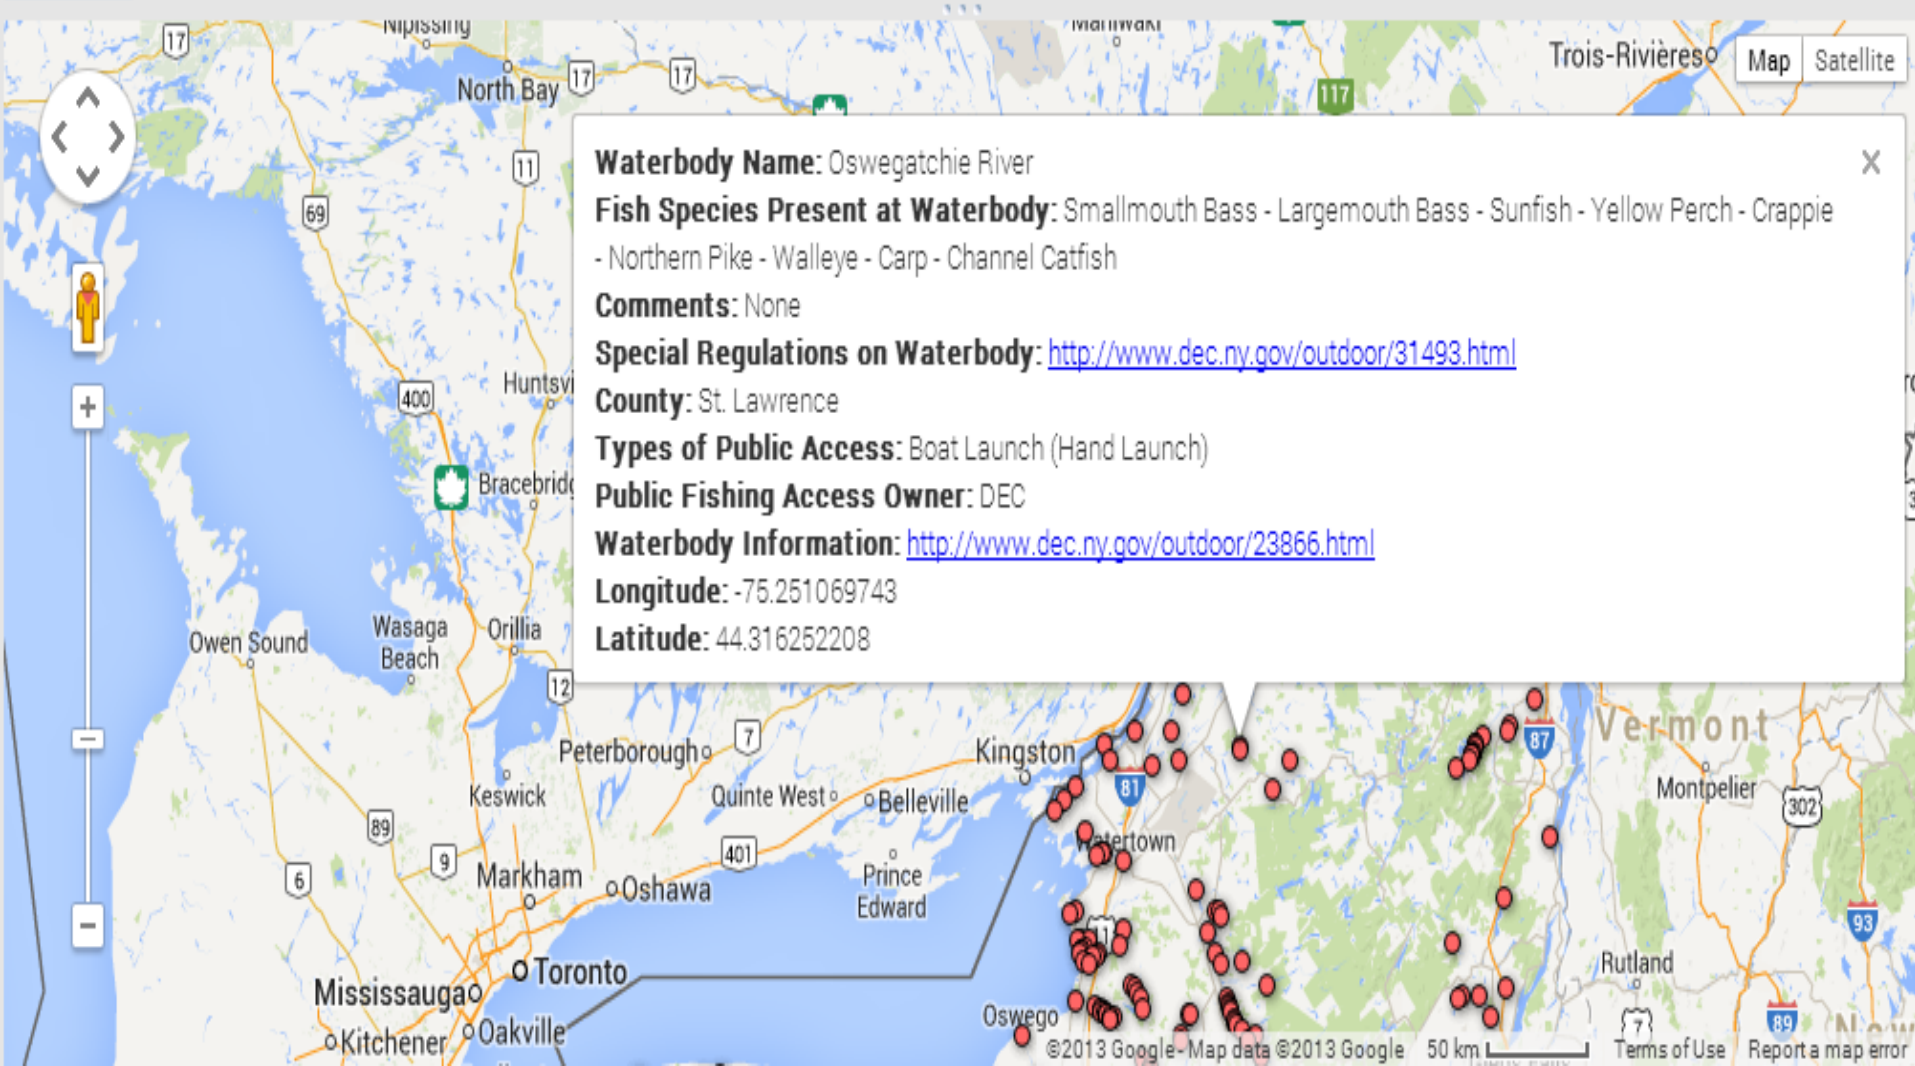 Nipissing
Maniwaki
17
Trois-Rivières
Map
Satellite
North Bay
17
17
117
11
69
Waterbody Name: Oswegatchie River
Fish Species Present at Waterbody: Smallmouth Bass - Largemouth Bass - Sunfish - Yellow Perch - Crappie
- Northern Pike - Walleye - Carp - Channel Catfish
Comments: None
Special Regulations on Waterbody: http://www.dec.ny.gov/outdoor/31493.html
County: St. Lawrence
Types of Public Access: Boat Launch (Hand Launch)
Public Fishing Access Owner: DEC
Waterbody Information: http://www.dec.ny.gov/outdoor/23866.html
Longitude: -75.251069743
Latitude: 44.316252208
Huntsvi
400
Bracebridg
Owen Sound
Wasaga
Beach
Orillia
12
Peterborough
7
Kingston
87
Vermont
Keswick
Quinte West
Belleville
81
Montpelier
302
89
9
401
Watertown
6
Markham
Oshawa
Prince
Edward
11
93
Toronto
Rutland
Mississauga
Oswego
Kitchener
Oakville
7
89
New
©2013 Google - Map data ©2013 Google
50 km
Terms of Use
Report a map error